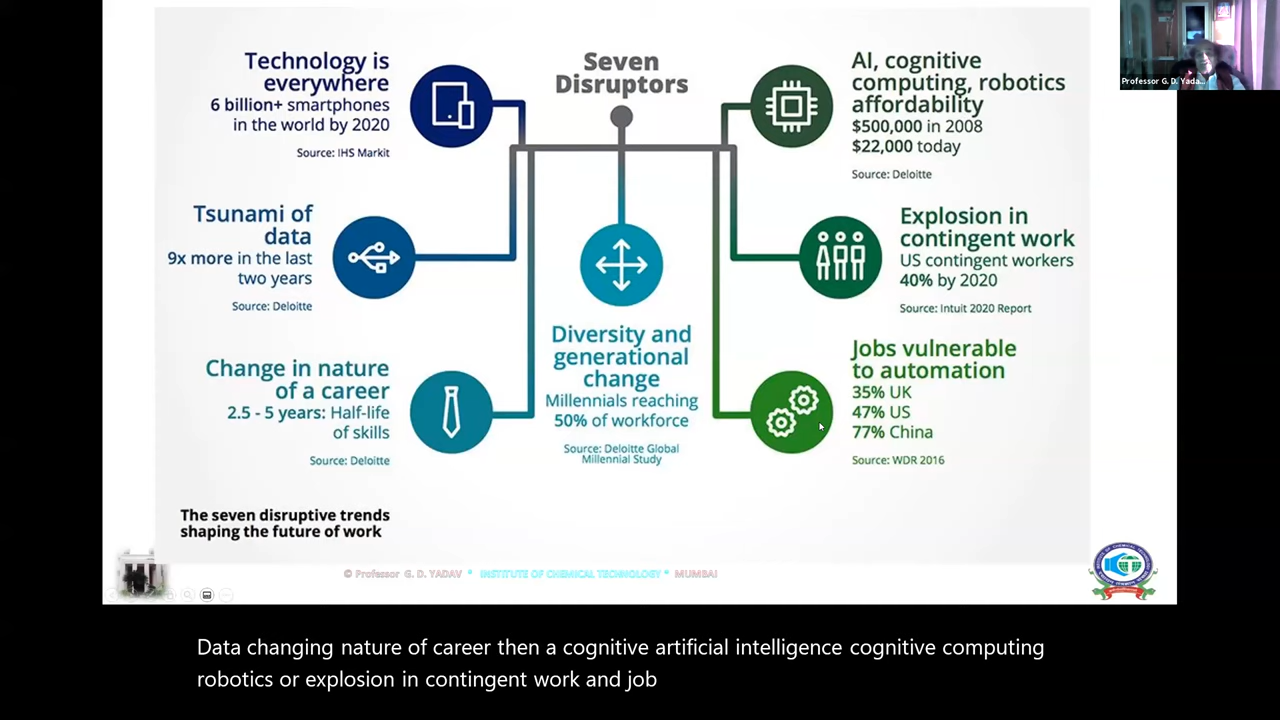 Seven
Disruptors
Technology is
everywhere
6 billion+ smartphones
in the world by 2020
Source: IHS Markit
Tsunami of
data
9x more in the last
two years
Source: Deloitte
Change in nature
of a career
2.5 - 5 years: Half-life
of skills
Source: Deloitte
Diversity and
generational
change
Millennials reaching
50% of workforce
Source: Deloitte Global
Millennial Study
AI, cognitive
computing, robotics
affordability
$500,000 in 2008
$22,000 today
Source: Deloitte
Explosion in
contingent work
US contingent workers
40% by 2020
Source: Intuit 2020 Report
Jobs vulnerable
to automation
35% UK
47% US
77% China
Source: WDR 2016
The seven disruptive trends
shaping the future of work
© Professor G. D. YADAV * INSTITUTE OF CHEMICAL TECHNOLOGY * MUMBAI
Professor G. D. Yada...
Data changing nature of career then a cognitive artificial intelligence cognitive computing
robotics or explosion in contingent work and job